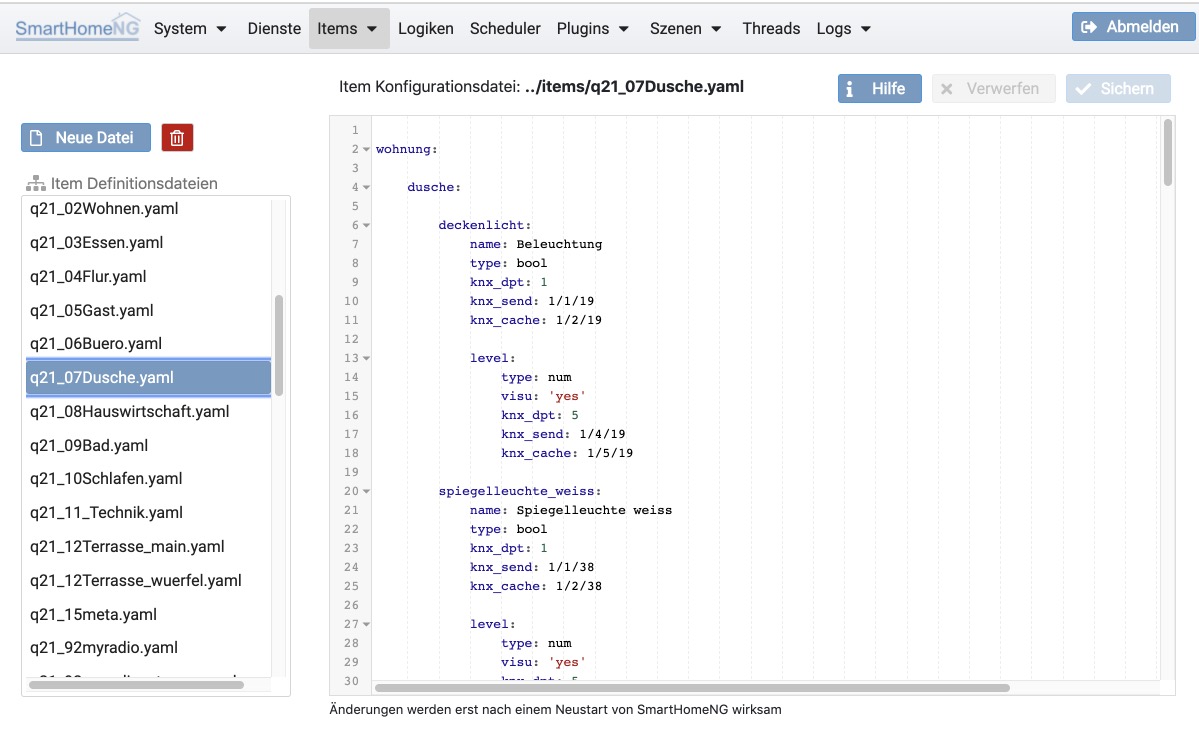 SmartHomeNG System Dienste Items Logiken Scheduler Plugins Szenen Threads Logs Abmelden
Item Konfigurationsdatei: ../items/q21_07Dusche.yaml Hilfe Verwerfen Sichern
Neue Datei
Item Definitionsdateien
q21_02Wohnen.yaml
q21_03Essen.yaml
q21_04Flur.yaml
q21_05Gast.yaml
q21_06Buero.yaml
q21_07Dusche.yaml
q21_08Hauswirtschaft.yaml
q21_09Bad.yaml
q21_10Schlafen.yaml
q21_11_Technik.yaml
q21_12Terrasse_main.yaml
q21_12Terrasse_wuerfel.yaml
q21_15meta.yaml
q21_92myradio.yaml
1
2 wohnung:
3
4 dusche:
5
6 deckenlicht:
7 name: Beleuchtung
8 type: bool
9 knx_dpt: 1
10 knx_send: 1/1/19
11 knx_cache: 1/2/19
12
13 level:
14 type: num
15 visu: 'yes'
16 knx_dpt: 5
17 knx_send: 1/4/19
18 knx_cache: 1/5/19
19
20 spiegelleuchte_weiss:
21 name: Spiegelleuchte weiss
22 type: bool
23 knx_dpt: 1
24 knx_send: 1/1/38
25 knx_cache: 1/2/38
26
27 level:
28 type: num
29 visu: 'yes'
30 knx_dpt: 5
Änderungen werden erst nach einem Neustart von SmartHomeNG wirksam